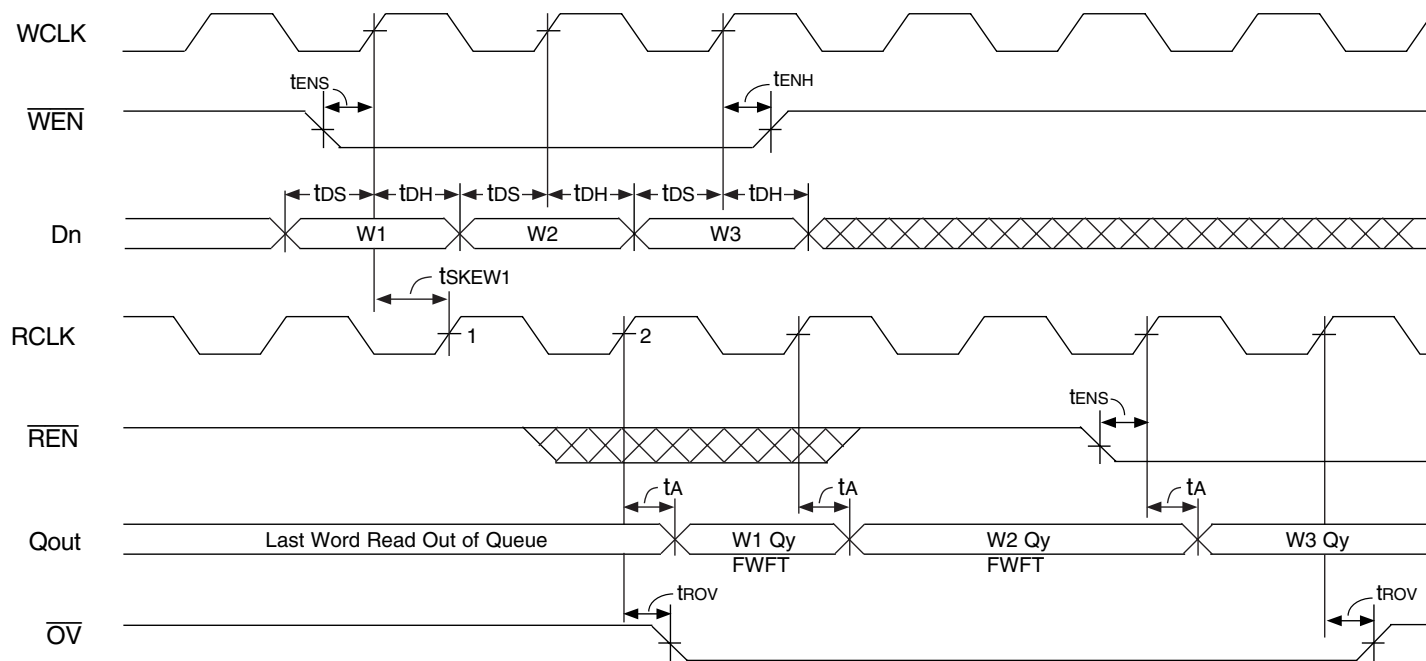 WCLK
tENS
tENH
WEN
tDS tDH tDS tDH tDS tDH
Dn W1 W2 W3
tSKEW1
RCLK 1 2
tENS
REN
tA tA tA
Qout Last Word Read Out of Queue W1 Qy W2 Qy W3 Qy
FWFT FWFT
tROV tROV
OV